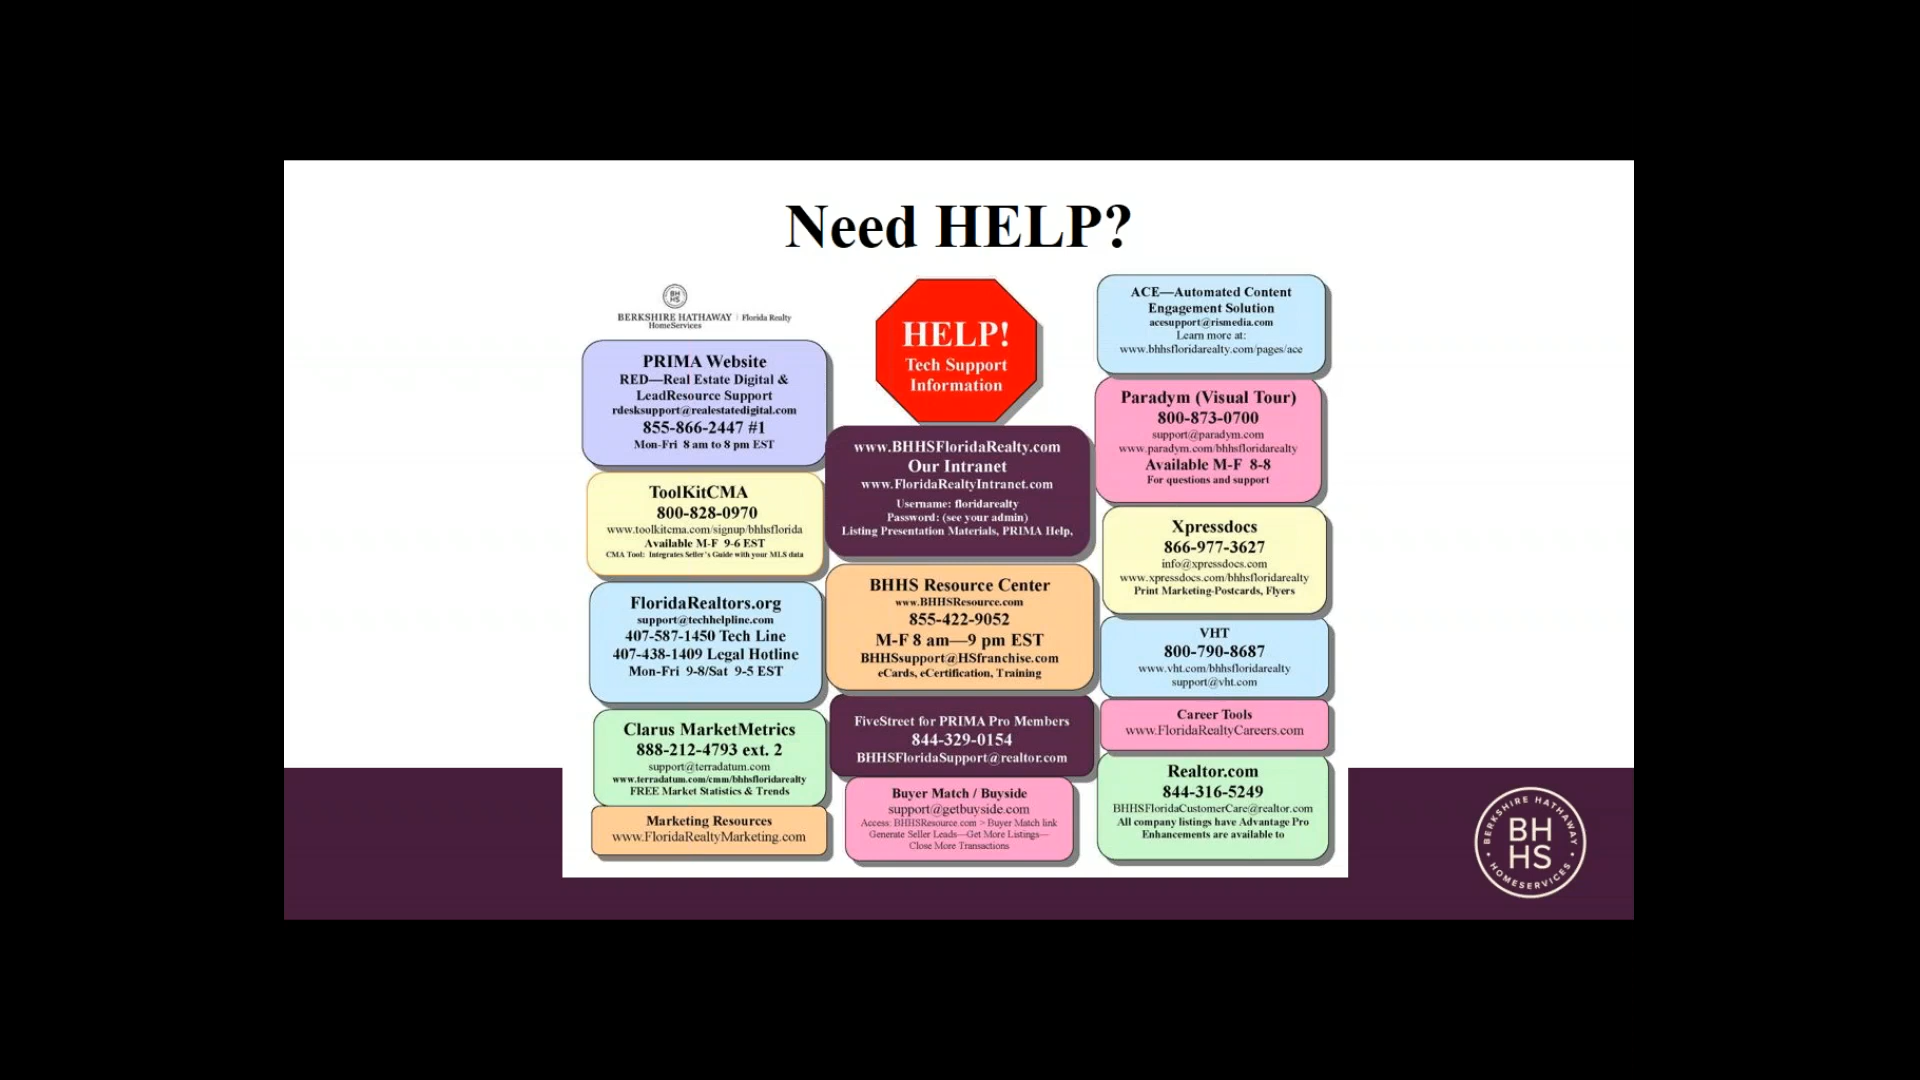 Need HELP?
BH
HS
BERKSHIRE HATHAWAY | Florida Realty
HomeServices
PRIMA Website
RED—Real Estate Digital &
LeadResource Support
rdesksupport@realestatedigital.com
855-866-2447 #1
Mon-Fri 8 am to 8 pm EST
ToolKitCMA
800-828-0970
www.toolkitcma.com/signup/bhhsflorida
Available M-F 9-6 EST
CMA Tool: Integrates Seller's Guide with your MLS data
FloridaRealtors.org
support@techhelpline.com
407-587-1450 Tech Line
407-438-1409 Legal Hotline
Mon-Fri 9-8/Sat 9-5 EST
Clarus MarketMetrics
888-212-4793 ext. 2
support@terradatum.com
www.terradatum.com/cmm/bhhsfloridarealty
FREE Market Statistics & Trends
Marketing Resources
www.FloridaRealtyMarketing.com
HELP!
Tech Support
Information
www.BHHSFloridaRealty.com
Our Intranet
www.FloridaRealtyIntranet.com
Username: floridarealty
Password: (see your admin)
Listing Presentation Materials, PRIMA Help,
BHHS Resource Center
www.BHHSResource.com
855-422-9052
M-F 8 am—9 pm EST
BHHSsupport@HSfranchise.com
eCards, eCertification, Training
FiveStreet for PRIMA Pro Members
844-329-0154
BHHSFloridaSupport@realtor.com
Buyer Match / Buyside
support@getbuyside.com
Access: BHHSResource.com > Buyer Match link
Generate Seller Leads—Get More Listings—
Close More Transactions
ACE—Automated Content
Engagement Solution
acesupport@rismedia.com
Learn more at:
www.bhhsfloridarealty.com/pages/ace
Paradym (Visual Tour)
800-873-0700
support@paradym.com
www.paradym.com/bhhsfloridarealty
Available M-F 8-8
For questions and support
Xpressdocs
866-977-3627
info@xpressdocs.com
www.xpressdocs.com/bhhsfloridarealty
Print Marketing-Postcards, Flyers
VHT
800-790-8687
www.vht.com/bhhsfloridarealty
support@vht.com
Career Tools
www.FloridaRealtyCareers.com
Realtor.com
844-316-5249
BHHSFloridaCustomerCare@realtor.com
All company listings have Advantage Pro
Enhancements are available to
BERKSHIRE HATHAWAY
BH
HS
HOMESERVICES